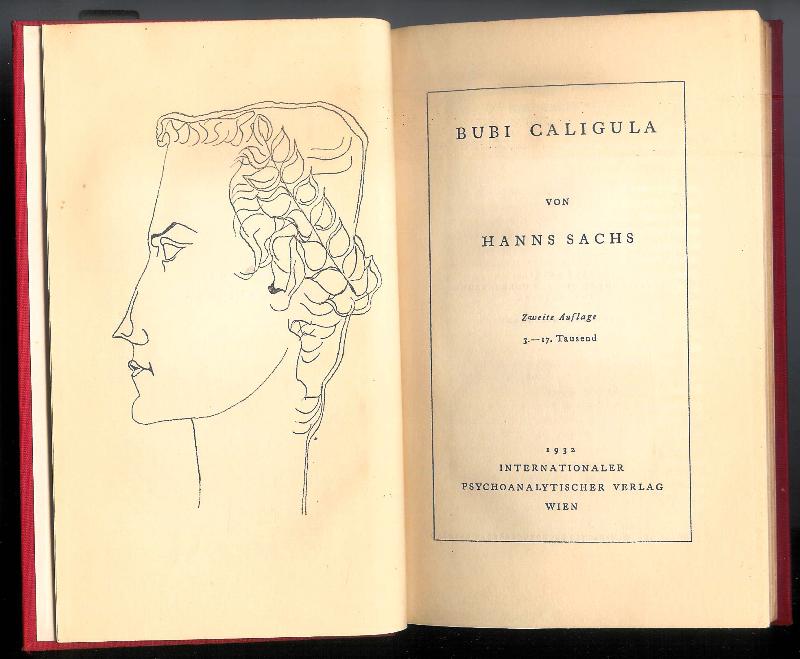 BUBI CALIGULA
VON
HANNS SACHS
Zweite Auflage
3.—17. Tausend
1932
INTERNATIONALER
PSYCHOANALYTISCHER VERLAG
WIEN